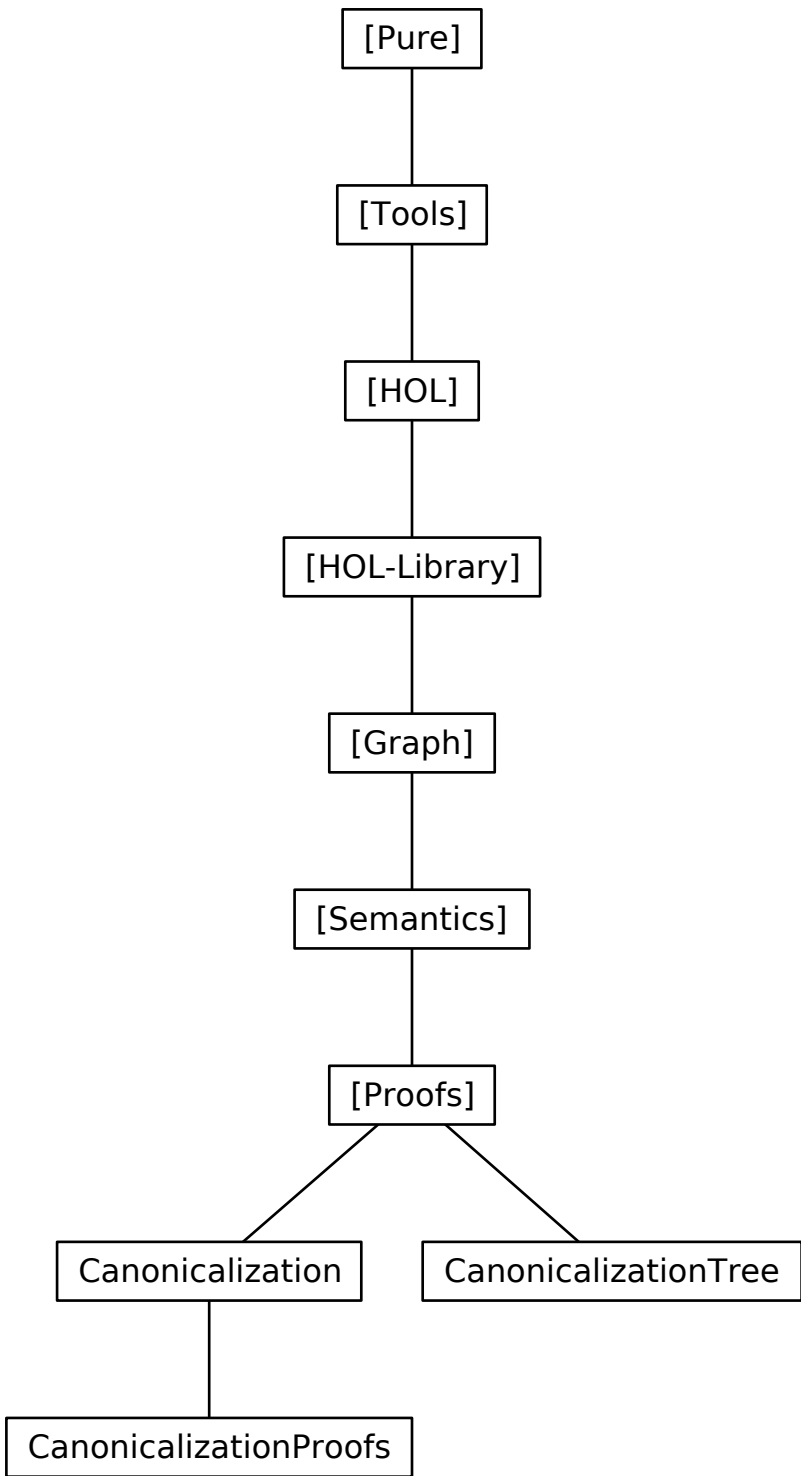 [Pure]
[Tools]
[HOL]
[HOL-Library]
[Graph]
[Semantics]
[Proofs]
Canonicalization
CanonicalizationTree
CanonicalizationProofs